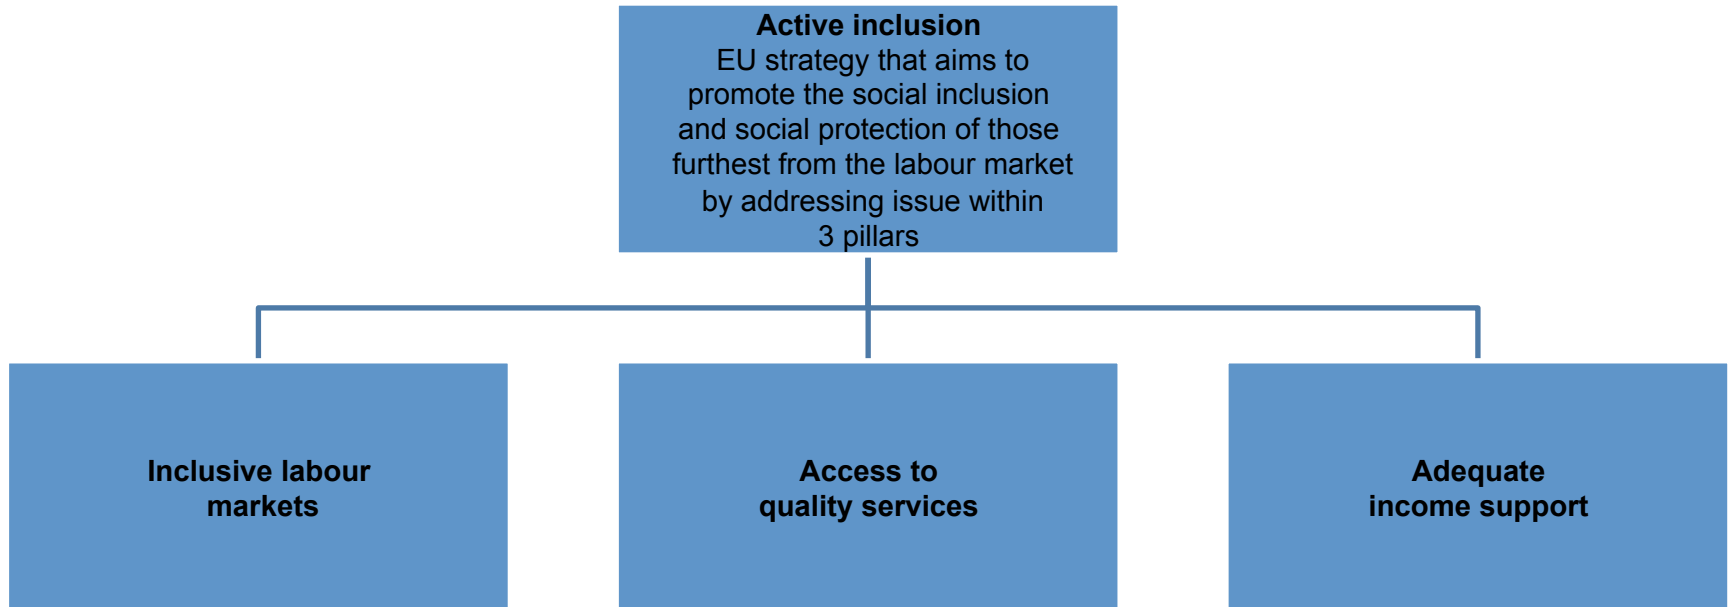 Active inclusion
EU strategy that aims to
promote the social inclusion
and social protection of those
furthest from the labour market
by addressing issue within
3 pillars
Inclusive labour
markets
Access to
quality services
Adequate
income support